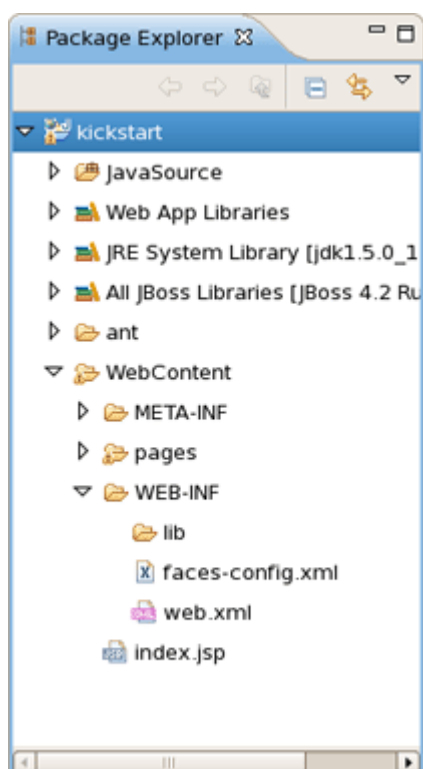 Package Explorer
kickstart
JavaSource
Web App Libraries
JRE System Library [jdk1.5.0_1
All JBoss Libraries [JBoss 4.2 Ru
ant
WebContent
META-INF
pages
WEB-INF
lib
faces-config.xml
web.xml
index.jsp